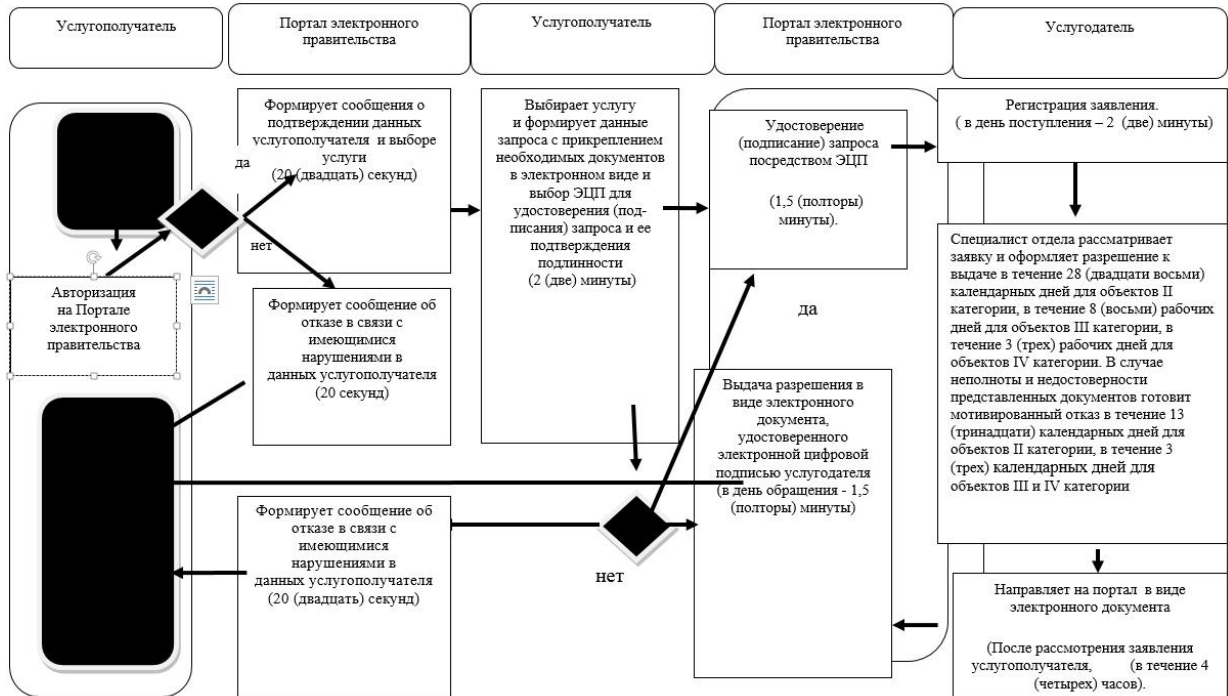 Услугополучатель
Портал электронного
правительства
Услугополучатель
Портал электронного
правительства
Услугодатель
Авторизация
на Портале
электронного
правительства
да
нет
Формирует сообщения о
подтверждении данных
услугополучателя и выборе
услуги
(20 (двадцать) секунд)
Формирует сообщение об
отказе в связи с
имеющимися
нарушениями в
данных услугополучателя
(20 секунд)
Формирует сообщение об
отказе в связи с
имеющимися
нарушениями в
данных услугополучателя
(20 (двадцать) секунд)
Выбирает услугу
и формирует данные
запроса с прикреплением
необходимых документов
в электронном виде и
выбор ЭЦП для
удостоверения (под-
писания) запроса и ее
подтверждения
подлинности
(2 (две) минуты)
нет
Удостоверение
(подписание) запроса
посредством ЭЦП
(1,5 (полторы)
минуты).
да
Выдача разрешения в
виде электронного
документа,
удостоверенного
электронной цифровой
подписью услугодателя
(в день обращения - 1,5
(полторы) минуты)
Регистрация заявления.
( в день поступления – 2 (две) минуты)
Специалист отдела рассматривает
заявку и оформляет разрешение к
выдаче в течение 28 (двадцати восьми)
календарных дней для объектов II
категории, в течение 8 (восьми) рабочих
дней для объектов III категории, в
течение 3 (трех) рабочих дней для
объектов IV категории. В случае
неполноты и недостоверности
представленных документов готовит
мотивированный отказ в течение 13
(тринадцати) календарных дней для
объектов II категории, в течение 3
(трех) календарных дней для
объектов III и IV категории
Направляет на портал в виде
электронного документа
(После рассмотрения заявления
услугополучателя, (в течение 4
(четырех) часов).